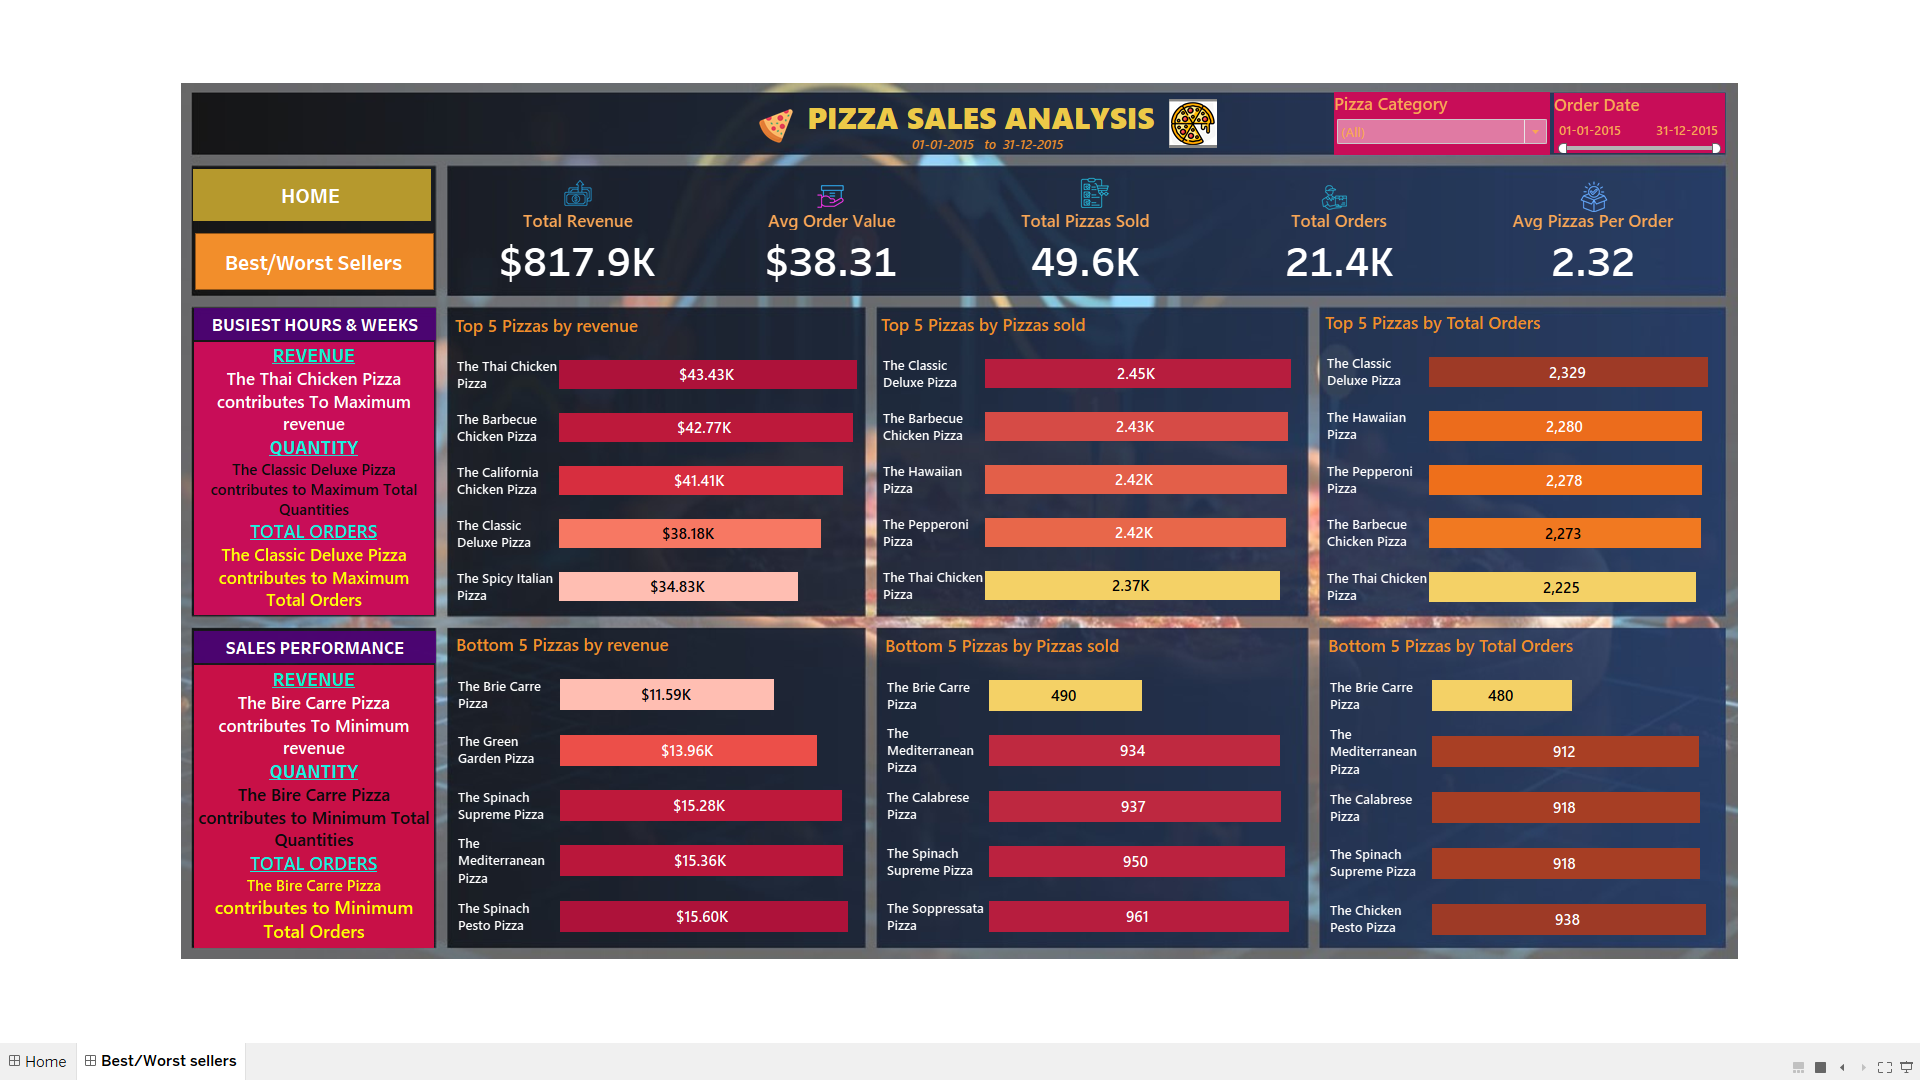 PIZZA SALES ANALYSIS
01-01-2015 to 31-12-2015
Pizza Category
(All)
Order Date
01-01-2015 31-12-2015
HOME
Best/Worst Sellers
Total Revenue
$817.9K
Avg Order Value
$38.31
Total Pizzas Sold
49.6K
Total Orders
21.4K
Avg Pizzas Per Order
2.32
BUSIEST HOURS & WEEKS
REVENUE
The Thai Chicken Pizza
contributes To Maximum
revenue
QUANTITY
The Classic Deluxe Pizza
contributes to Maximum Total
Quantities
TOTAL ORDERS
The Classic Deluxe Pizza
contributes to Maximum
Total Orders
Top 5 Pizzas by revenue
The Thai Chicken
Pizza
$43.43K
The Barbecue
Chicken Pizza
$42.77K
The California
Chicken Pizza
$41.41K
The Classic
Deluxe Pizza
$38.18K
The Spicy Italian
Pizza
$34.83K
Top 5 Pizzas by Pizzas sold
The Classic
Deluxe Pizza
2.45K
The Barbecue
Chicken Pizza
2.43K
The Hawaiian
Pizza
2.42K
The Pepperoni
Pizza
2.42K
The Thai Chicken
Pizza
2.37K
Top 5 Pizzas by Total Orders
The Classic
Deluxe Pizza
2,329
The Hawaiian
Pizza
2,280
The Pepperoni
Pizza
2,278
The Barbecue
Chicken Pizza
2,273
The Thai Chicken
Pizza
2,225
SALES PERFORMANCE
REVENUE
The Bire Carre Pizza
contributes To Minimum
revenue
QUANTITY
The Bire Carre Pizza
contributes to Minimum Total
Quantities
TOTAL ORDERS
The Bire Carre Pizza
contributes to Minimum
Total Orders
Bottom 5 Pizzas by revenue
The Brie Carre
Pizza
$11.59K
The Green
Garden Pizza
$13.96K
The Spinach
Supreme Pizza
$15.28K
The
Mediterranean
Pizza
$15.36K
The Spinach
Pesto Pizza
$15.60K
Bottom 5 Pizzas by Pizzas sold
The Brie Carre
Pizza
490
The
Mediterranean
Pizza
934
The Calabrese
Pizza
937
The Spinach
Supreme Pizza
950
The Soppressata
Pizza
961
Bottom 5 Pizzas by Total Orders
The Brie Carre
Pizza
480
The
Mediterranean
Pizza
912
The Calabrese
Pizza
918
The Spinach
Supreme Pizza
918
The Chicken
Pesto Pizza
938
Home
Best/Worst sellers